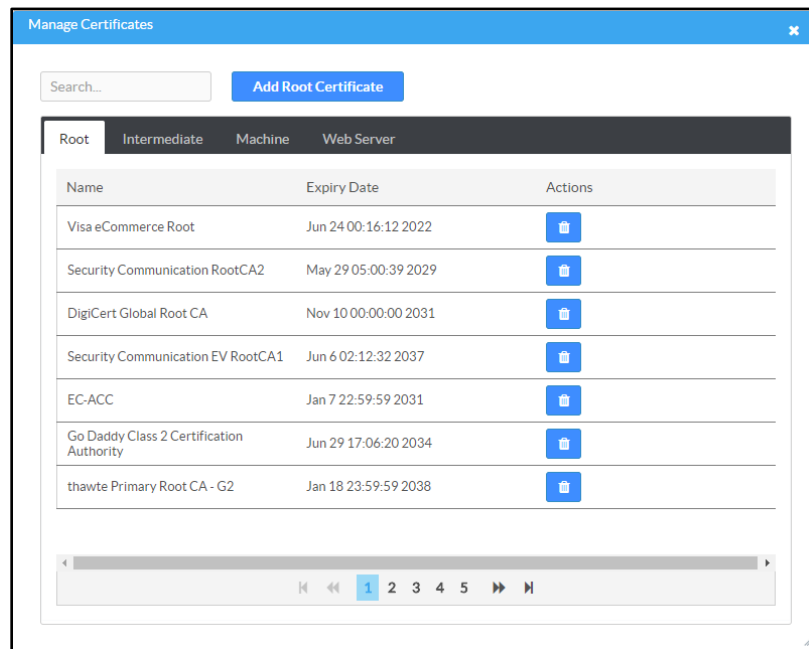 Manage Certificates
Search...
Add Root Certificate
Root Intermediate Machine Web Server
Name Expiry Date Actions
Visa eCommerce Root Jun 24 00:16:12 2022
Security Communication RootCA2 May 29 05:00:39 2029
DigiCert Global Root CA Nov 10 00:00:00 2031
Security Communication EV RootCA1 Jun 6 02:12:32 2037
EC-ACC Jan 7 22:59:59 2031
Go Daddy Class 2 Certification
Authority Jun 29 17:06:20 2034
thawte Primary Root CA - G2 Jan 18 23:59:59 2038
1 2 3 4 5